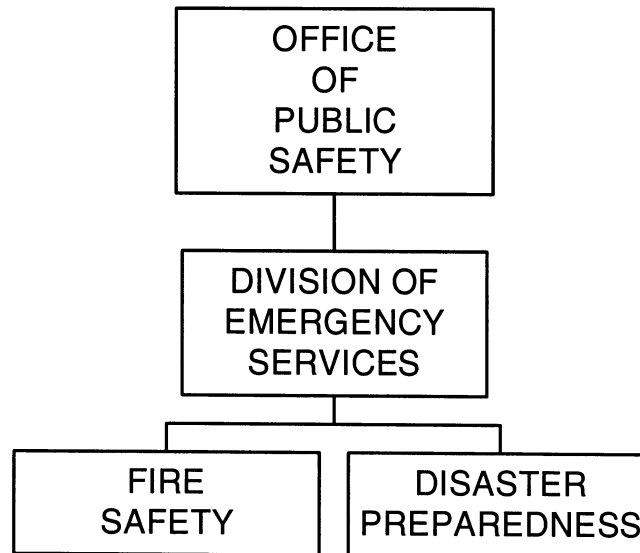 OFFICE
OF
PUBLIC
SAFETY
DIVISION OF
EMERGENCY
SERVICES
FIRE
SAFETY
DISASTER
PREPAREDNESS